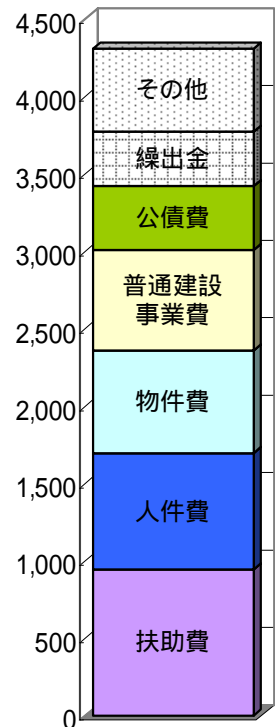 4,500
4,000
3,500
3,000
2,500
2,000
1,500
1,000
500
0
その他
繰出金
公債費
普通建設
事業費
物件費
人件費
扶助費